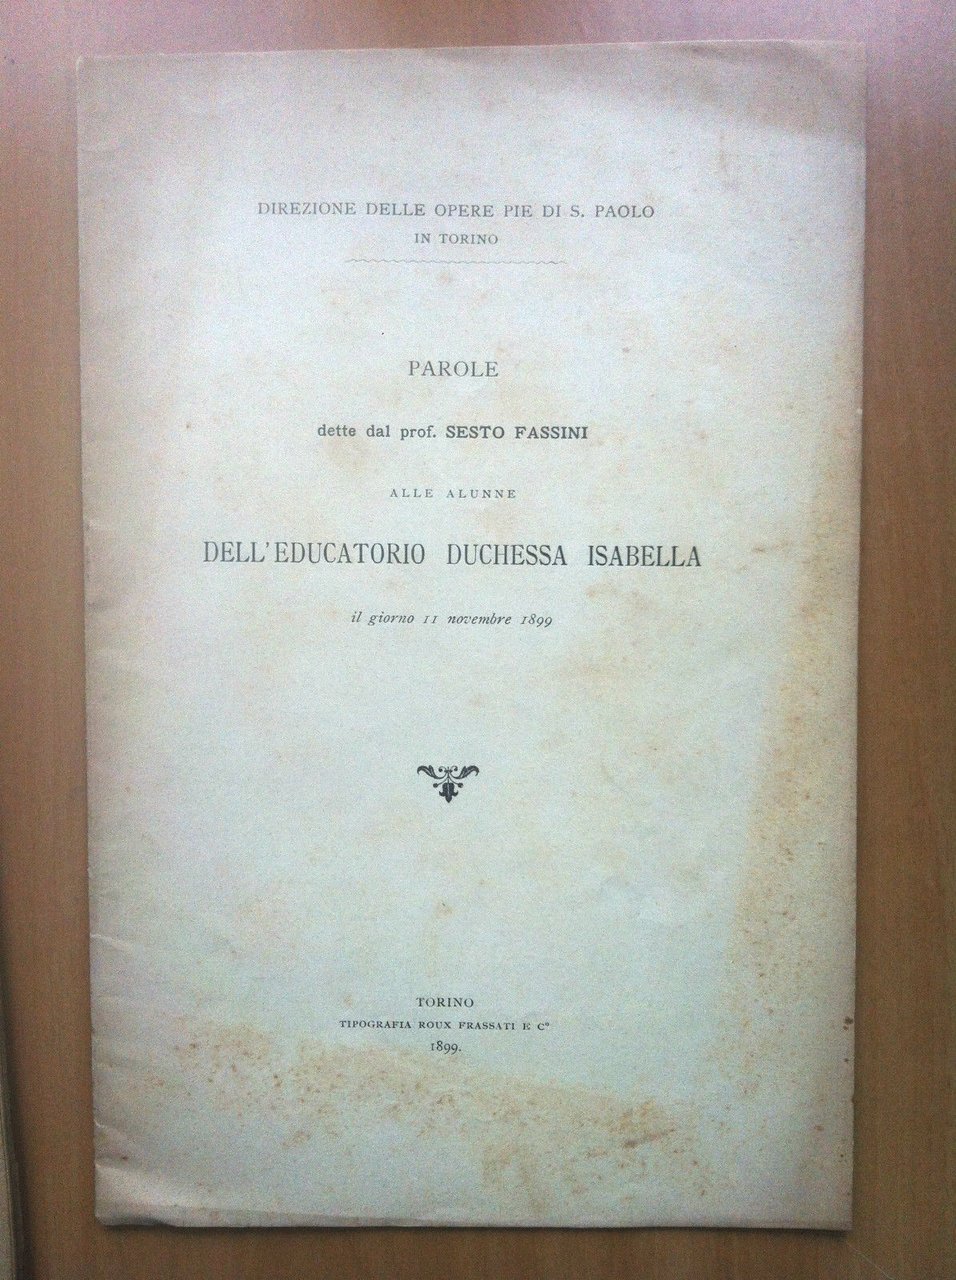 DIREZIONE DELLE OPERE PIE DI S. PAOLO
IN TORINO
PAROLE
dette dal prof. SESTO FASSINI
ALLE ALUNNE
DELL'EDUCATORIO DUCHESSA ISABELLA
il giorno 11 novembre 1899
TORINO
TIPOGRAFIA ROUX FRASSATI E C°
1899.